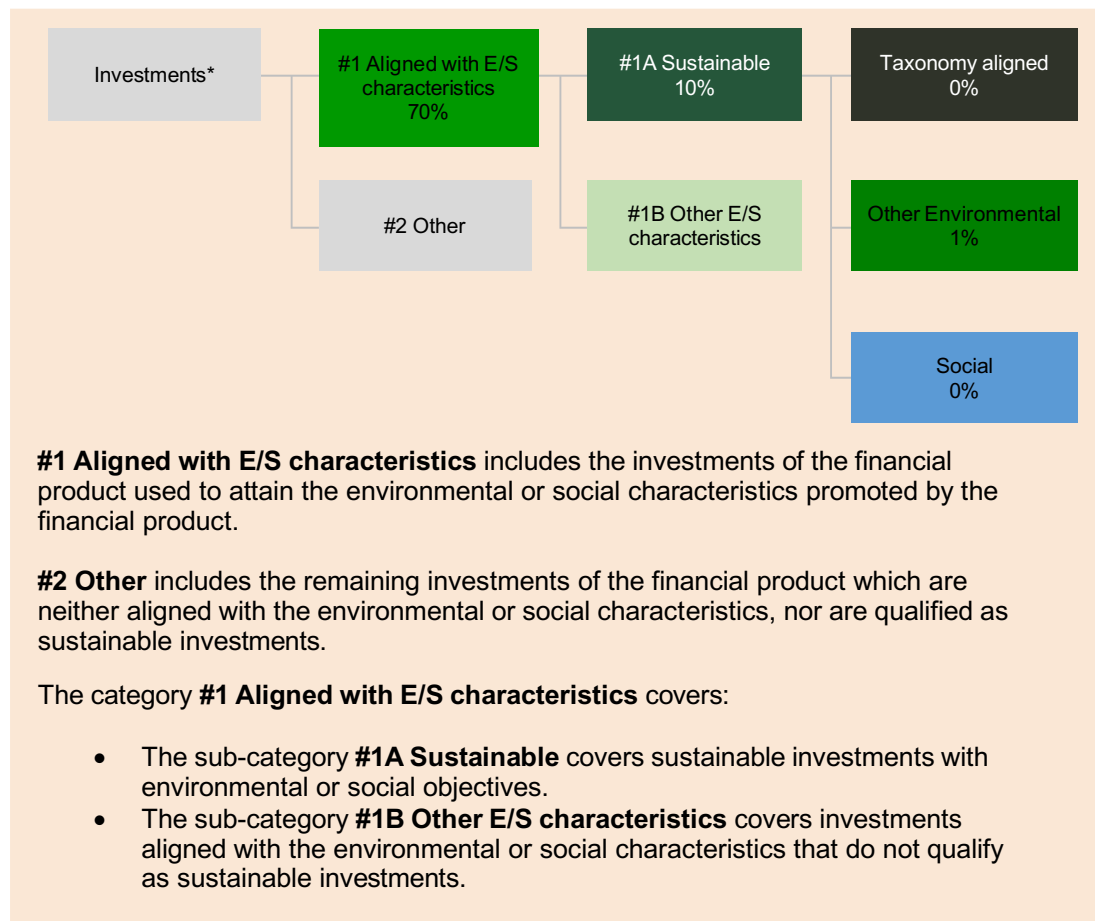 Investments*
#1 Aligned with E/S
characteristics
70%
#1A Sustainable
10%
Taxonomy aligned
0%
#2 Other
#1B Other E/S
characteristics
Other Environmental
1%
Social
0%
#1 Aligned with E/S characteristics includes the investments of the financial
product used to attain the environmental or social characteristics promoted by the
financial product.
#2 Other includes the remaining investments of the financial product which are
neither aligned with the environmental or social characteristics, nor are qualified as
sustainable investments.
The category #1 Aligned with E/S characteristics covers:
• The sub-category #1A Sustainable covers sustainable investments with
environmental or social objectives.
• The sub-category #1B Other E/S characteristics covers investments
aligned with the environmental or social characteristics that do not qualify
as sustainable investments.